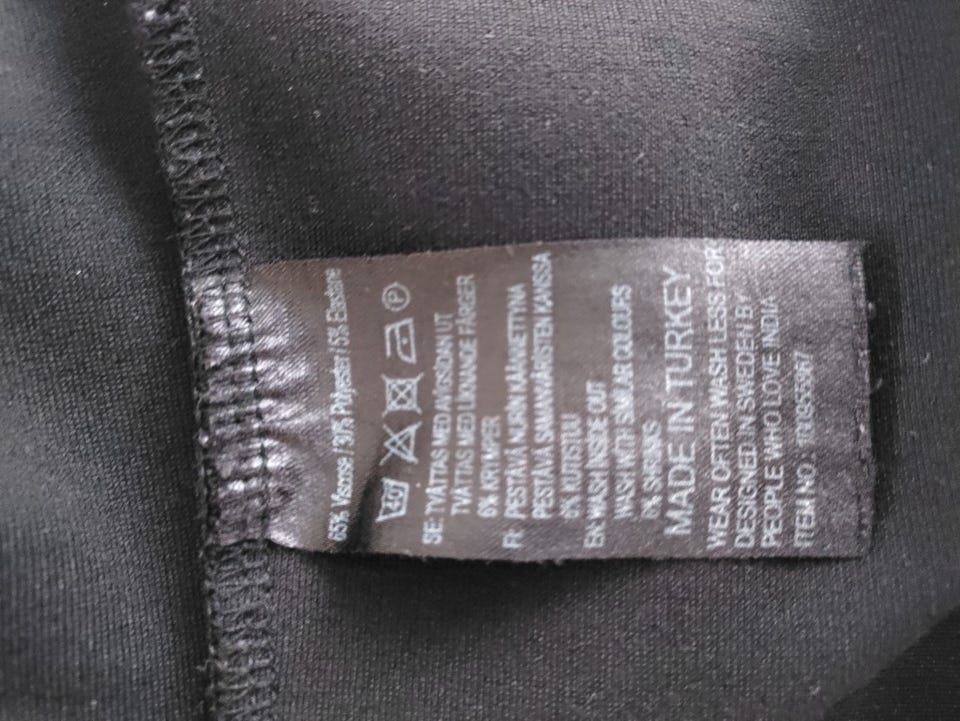 65% Viscose / 30% Polyester / 5% Elastane
40 P
SE: TVÄTTAS MED AVIGSIDAN UT
TVÄTTAS MED LIKNANDE FÄRGER
6% KRYMPER
FI: PESTÄVÄ NURIN KÄÄNNETTYNÄ
PESTÄVÄ SAMANVÄRISTEN KANSSA
6% KUTISTUU
EN: WASH INSIDE OUT
WASH WITH SIMILAR COLOURS
6% SHRINKS
MADE IN TURKEY
WEAR OFTEN WASH LESS FOR
DESIGNED IN SWEDEN BY
PEOPLE WHO LOVE INDIA
ITEM NO.: